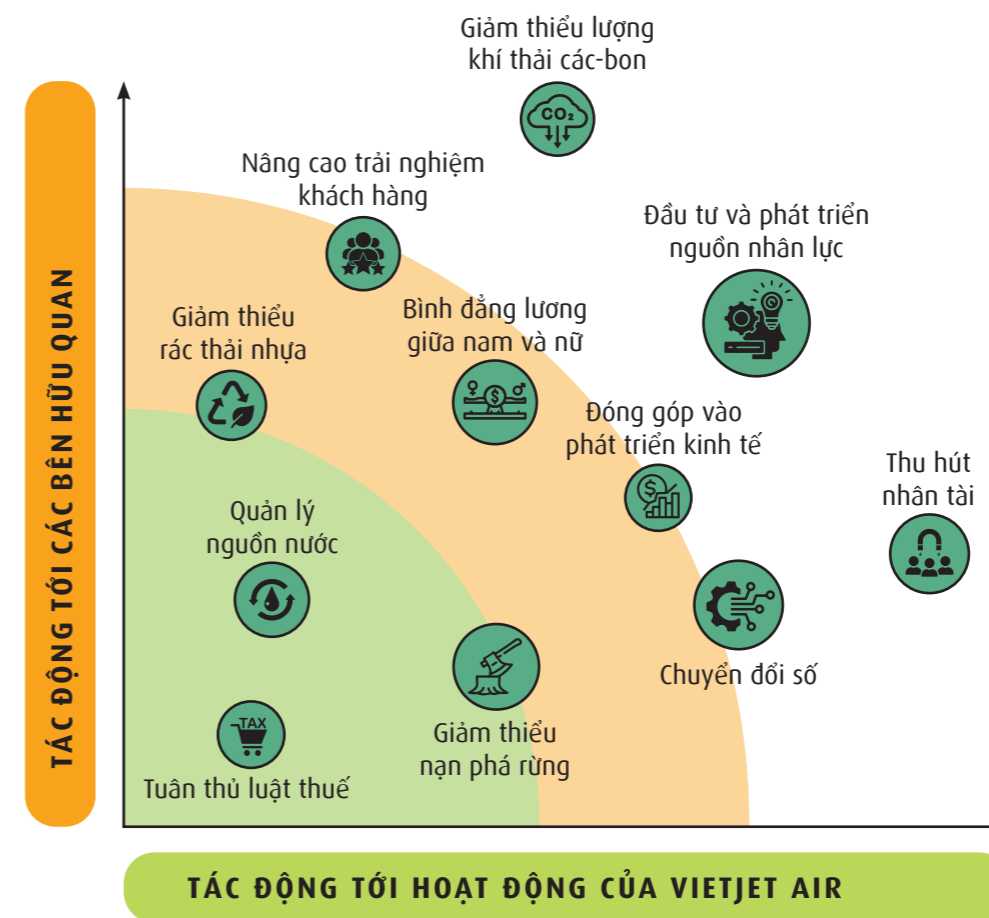 Giảm thiểu lượng
khí thải các-bon
CO₂
Nâng cao trải nghiệm
khách hàng
Đầu tư và phát triển
nguồn nhân lực
Giảm thiểu
rác thải nhựa
Bình đẳng lương
giữa nam và nữ
$
Đóng góp vào
phát triển kinh tế
$
Thu hút
nhân tài
Quản lý
nguồn nước
Chuyển đổi số
TAX
Tuân thủ luật thuế
Giảm thiểu
nạn phá rừng
TÁC ĐỘNG TỚI CÁC BÊN HỮU QUAN
TÁC ĐỘNG TỚI HOẠT ĐỘNG CỦA VIETJET AIR